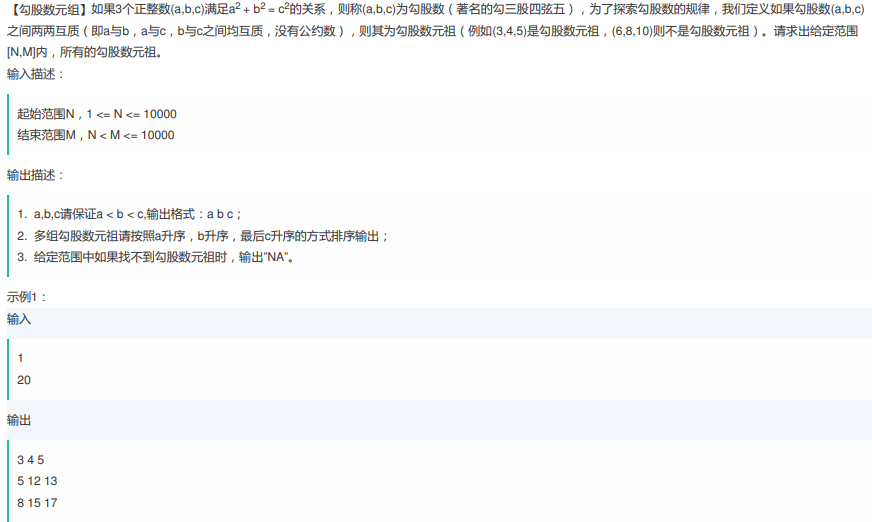 【勾股数元组】如果3个正整数(a,b,c)满足a² + b² = c²的关系，则称(a,b,c)为勾股数（著名的勾三股四弦五），为了探索勾股数的规律，我们定义如果勾股数(a,b,c)
之间两两互质（即a与b，a与c，b与c之间均互质，没有公约数），则其为勾股数元祖（例如(3,4,5)是勾股数元祖，(6,8,10)则不是勾股数元祖）。请求出给定范围
[N,M]内，所有的勾股数元祖。
输入描述：
起始范围N，1 <= N <= 10000
结束范围M，N < M <= 10000
输出描述：
1. a,b,c请保证a < b < c,输出格式：a b c；
2. 多组勾股数元祖请按照a升序，b升序，最后c升序的方式排序输出；
3. 给定范围中如果找不到勾股数元祖时，输出"NA"。
示例1：
输入
1
20
输出
3 4 5
5 12 13
8 15 17